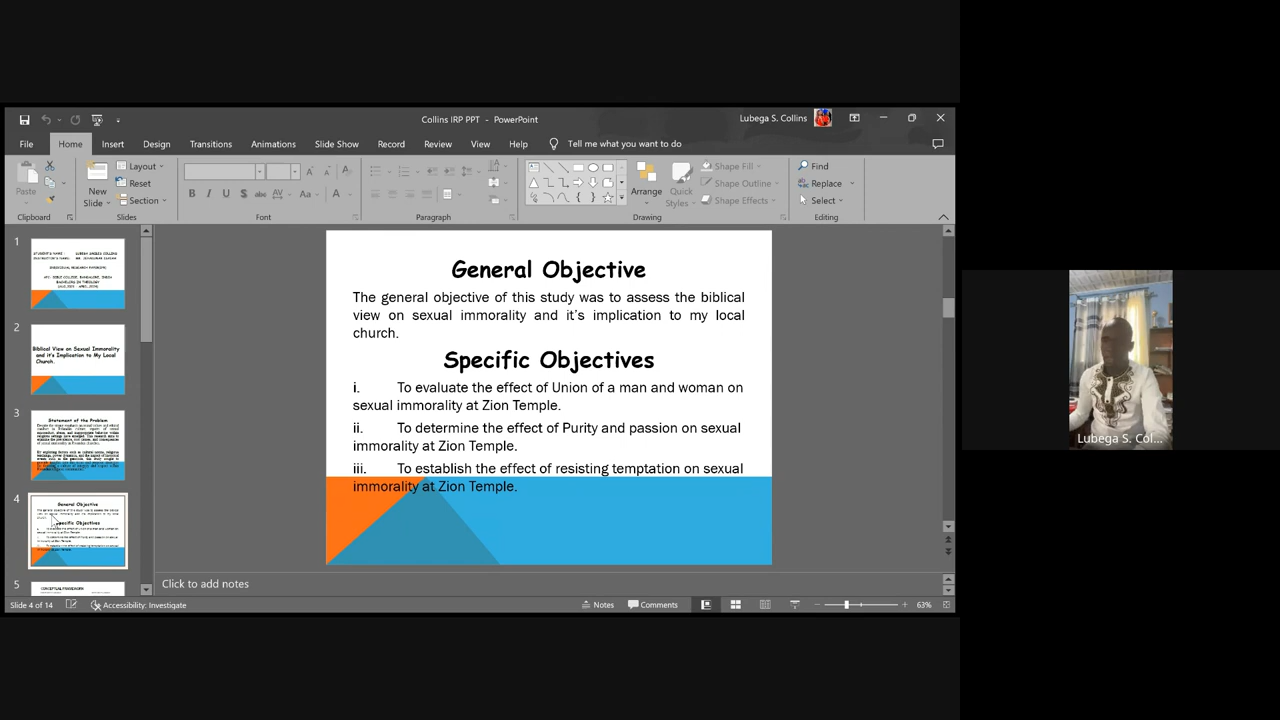 Collins IRP PPT - PowerPoint
Lubega S. Collins
File Home Insert Design Transitions Animations Slide Show Record Review View Help Tell me what you want to do
Paste
Clipboard
New
Slide
Layout
Reset
Section
Slides
Font
Paragraph
Arrange
Quick
Styles
Shape Fill
Shape Outline
Shape Effects
Drawing
Find
Replace
Select
Editing
1
2
Biblical View on Sexual Immorality
and it's Implication to My Local
Church.
3
Statement of the Problem
4
General Objective
Specific Objectives
5
CONCEPTUAL FRAMEWORK
General Objective
The general objective of this study was to assess the biblical
view on sexual immorality and it's implication to my local
church.
Specific Objectives
i. To evaluate the effect of Union of a man and woman on
sexual immorality at Zion Temple.
ii. To determine the effect of Purity and passion on sexual
immorality at Zion Temple.
iii. To establish the effect of resisting temptation on sexual
immorality at Zion Temple.
Click to add notes
Slide 4 of 14
Accessibility: Investigate
Notes
Comments
63%
Lubega S. Col...